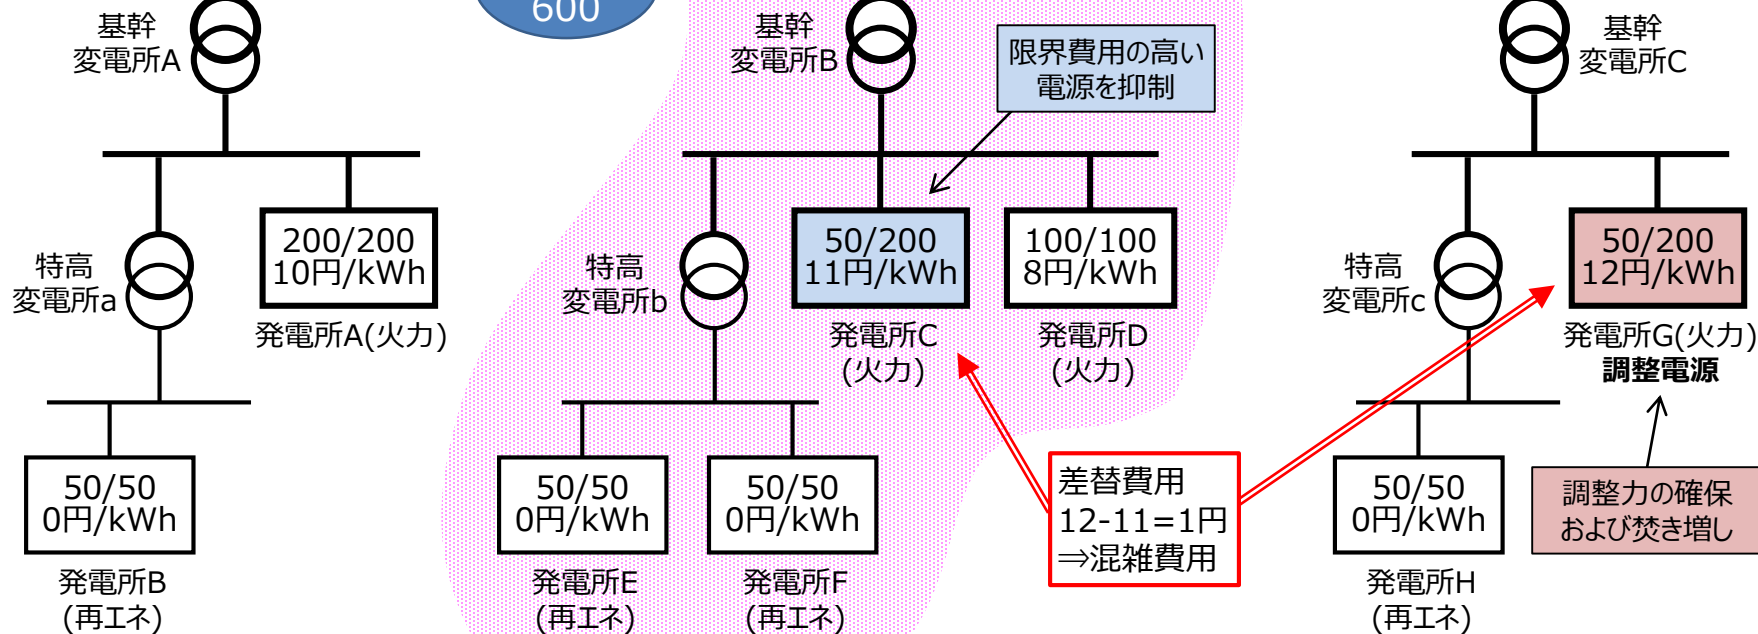 600
基幹
変電所A
基幹
変電所B
限界費用の高い
電源を抑制
基幹
変電所C
特高
変電所a
200/200
10円/kWh
発電所A(火力)
特高
変電所b
50/200
11円/kWh
発電所C
(火力)
100/100
8円/kWh
発電所D
(火力)
特高
変電所c
50/200
12円/kWh
発電所G(火力)
調整電源
50/50
0円/kWh
発電所B
(再エネ)
50/50
0円/kWh
発電所E
(再エネ)
50/50
0円/kWh
発電所F
(再エネ)
差替費用
12-11=1円
⇒混雑費用
50/50
0円/kWh
発電所H
(再エネ)
調整力の確保
および焚き増し